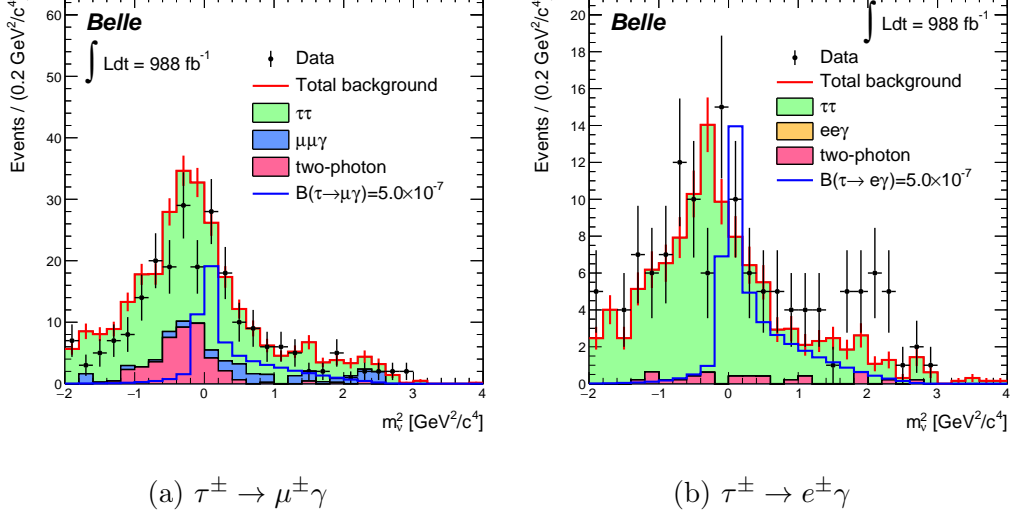 Belle
∫ Ldt = 988 fb⁻¹
Data
Total background
ττ
μμγ
two-photon
B(τ→μγ)=5.0×10⁻⁷
Events / (0.2 GeV²/c⁴
60
50
40
30
20
10
0
−2 −1 0 1 2 3 4
m²ᵥ [GeV²/c⁴]
(a) τ± → μ±γ
Belle
∫ Ldt = 988 fb⁻¹
Data
Total background
ττ
eeγ
two-photon
B(τ→ eγ)=5.0×10⁻⁷
Events / (0.2 GeV²/c⁴
20
18
16
14
12
10
8
6
4
2
0
−2 −1 0 1 2 3 4
m²ᵥ [GeV²/c⁴]
(b) τ± → e±γ